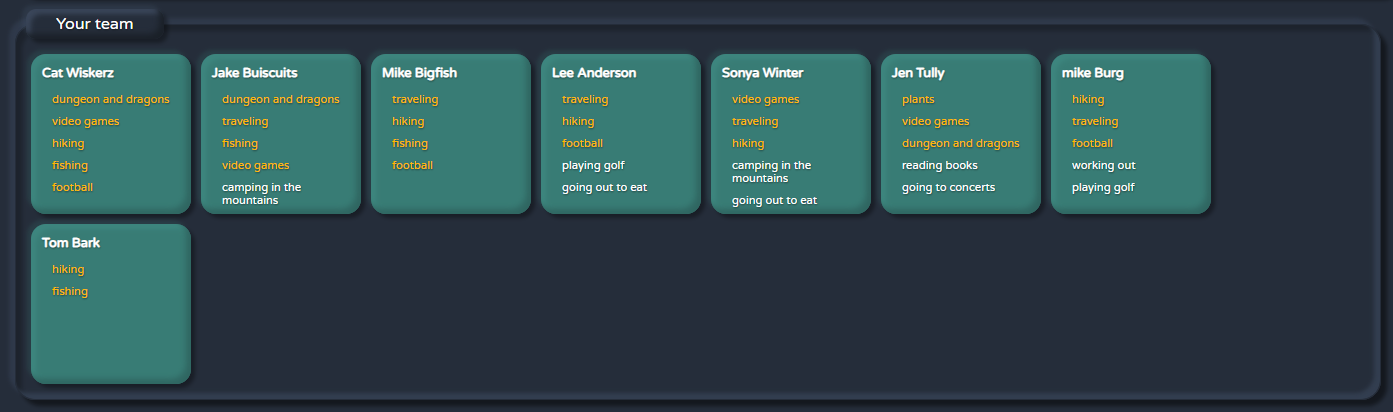 Your team
Cat Wiskerz
dungeon and dragons
video games
hiking
fishing
football
Jake Buiscuits
dungeon and dragons
traveling
fishing
video games
camping in the
mountains
Mike Bigfish
traveling
hiking
fishing
football
Lee Anderson
traveling
hiking
football
playing golf
going out to eat
Sonya Winter
video games
traveling
hiking
camping in the
mountains
going out to eat
Jen Tully
plants
video games
dungeon and dragons
reading books
going to concerts
mike Burg
hiking
traveling
football
working out
playing golf
Tom Bark
hiking
fishing